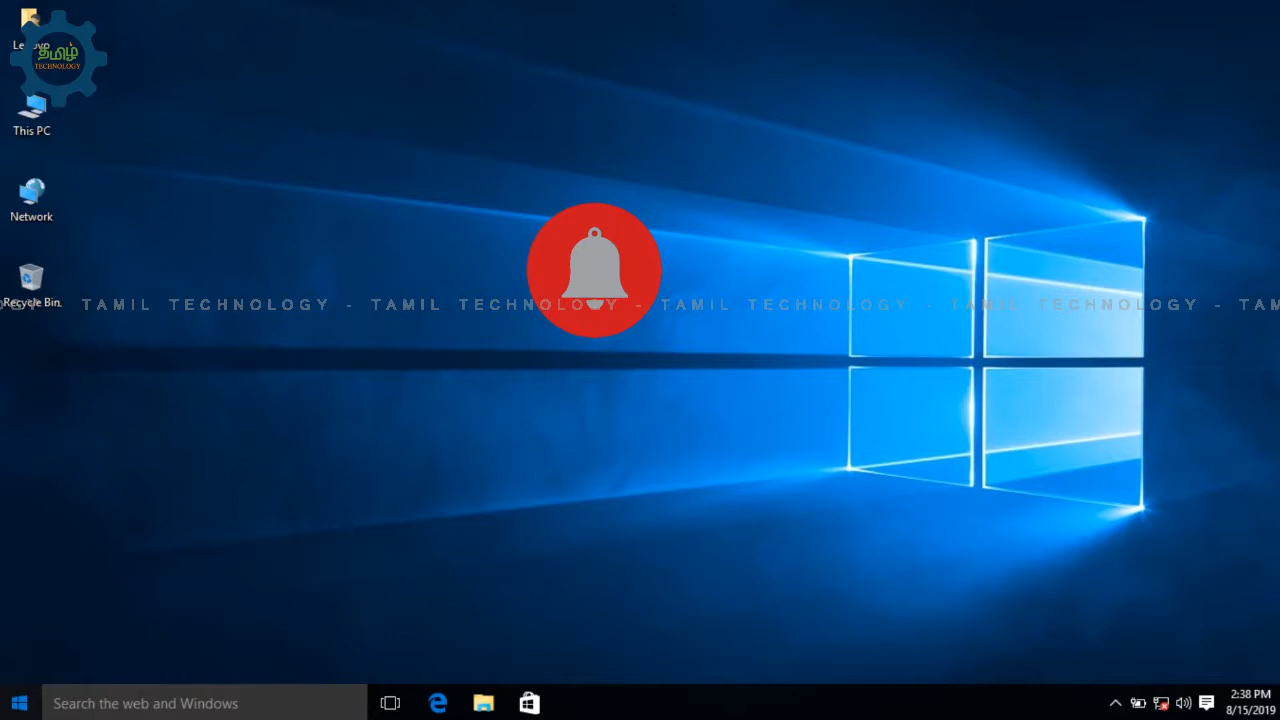 Lenovo
தமிழ்
TECHNOLOGY
This PC
Network
Recycle Bin
OGY - TAMIL TECHNOLOGY - TAMIL TECHNOLOGY - TAMIL TECHNOLOGY - TAMIL TECHNOLOGY - TAM
Search the web and Windows
2:38 PM
8/15/2019